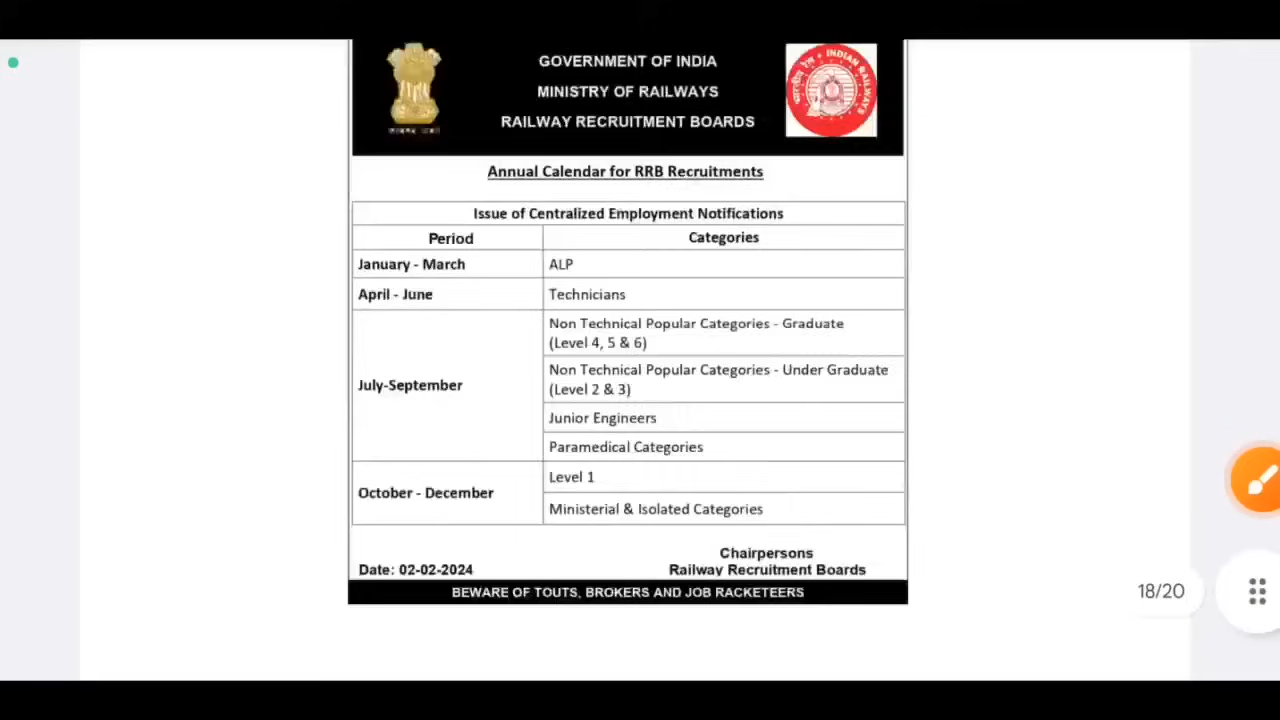 GOVERNMENT OF INDIA
MINISTRY OF RAILWAYS
RAILWAY RECRUITMENT BOARDS
INDIAN RAILWAYS
भारतीय रेल
Annual Calendar for RRB Recruitments
Issue of Centralized Employment Notifications
Period Categories
January - March ALP
April - June Technicians
July-September
Non Technical Popular Categories - Graduate
(Level 4, 5 & 6)
Non Technical Popular Categories - Under Graduate
(Level 2 & 3)
Junior Engineers
Paramedical Categories
October - December
Level 1
Ministerial & Isolated Categories
Chairpersons
Date: 02-02-2024 Railway Recruitment Boards
BEWARE OF TOUTS, BROKERS AND JOB RACKETEERS
18/20